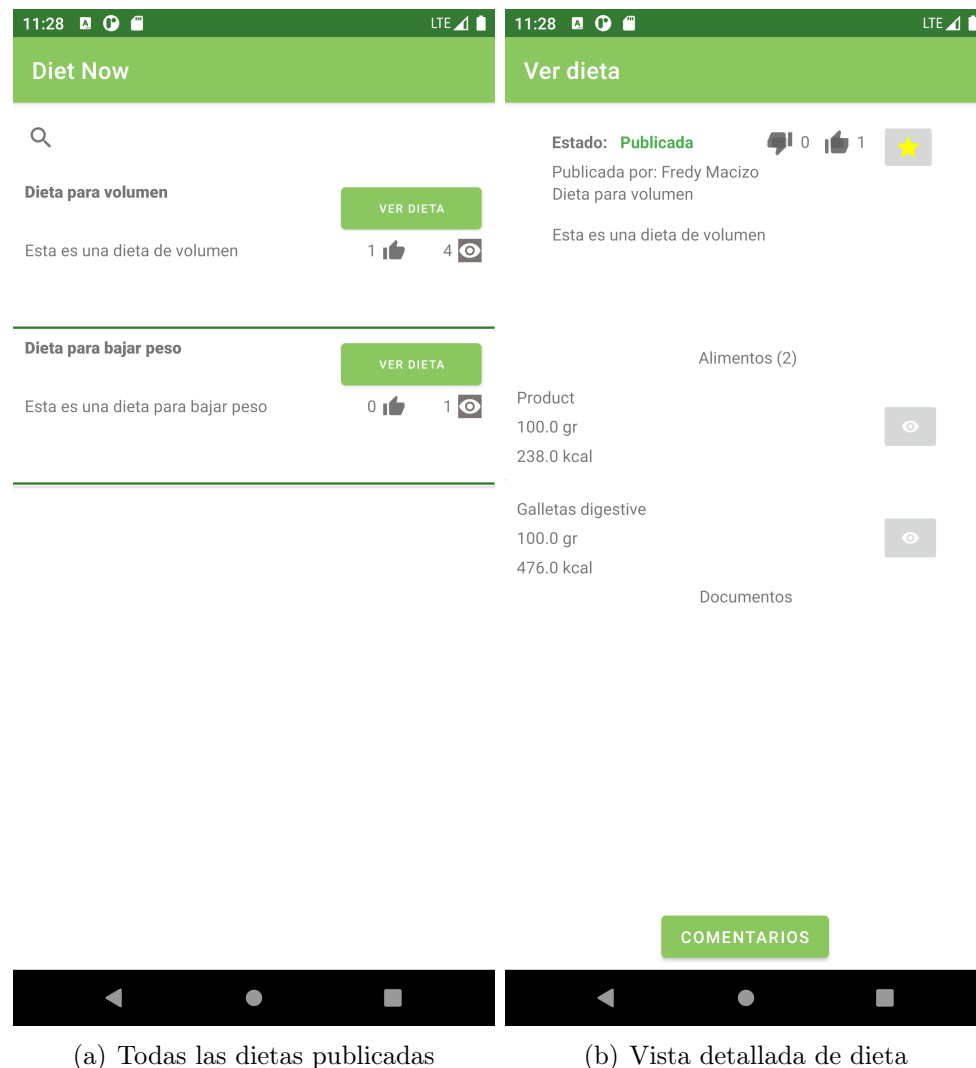 11:28
LTE
Diet Now
Dieta para volumen
VER DIETA
Esta es una dieta de volumen
1
4
Dieta para bajar peso
VER DIETA
Esta es una dieta para bajar peso
0
1
(a) Todas las dietas publicadas
11:28
LTE
Ver dieta
Estado: Publicada
0
1
Publicada por: Fredy Macizo
Dieta para volumen
Esta es una dieta de volumen
Alimentos (2)
Product
100.0 gr
238.0 kcal
Galletas digestive
100.0 gr
476.0 kcal
Documentos
COMENTARIOS
(b) Vista detallada de dieta